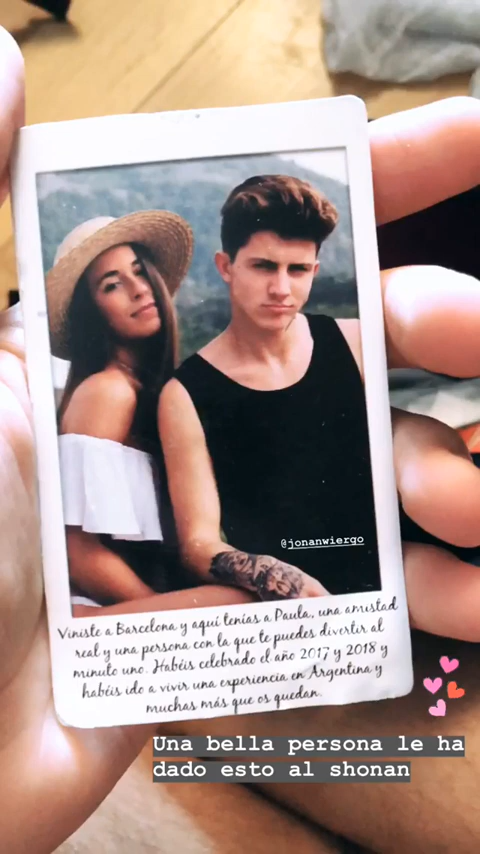 @jonanwiergo
Viniste a Barcelona y aquí tenías a Paula, una amistad
real y una persona con la que te puedes divertir al
minuto uno. Habéis celebrado el año 2017 y 2018 y
habéis ido a vivir una experiencia en Argentina y
muchas más que os quedan.
Una bella persona le ha
dado esto al shonan